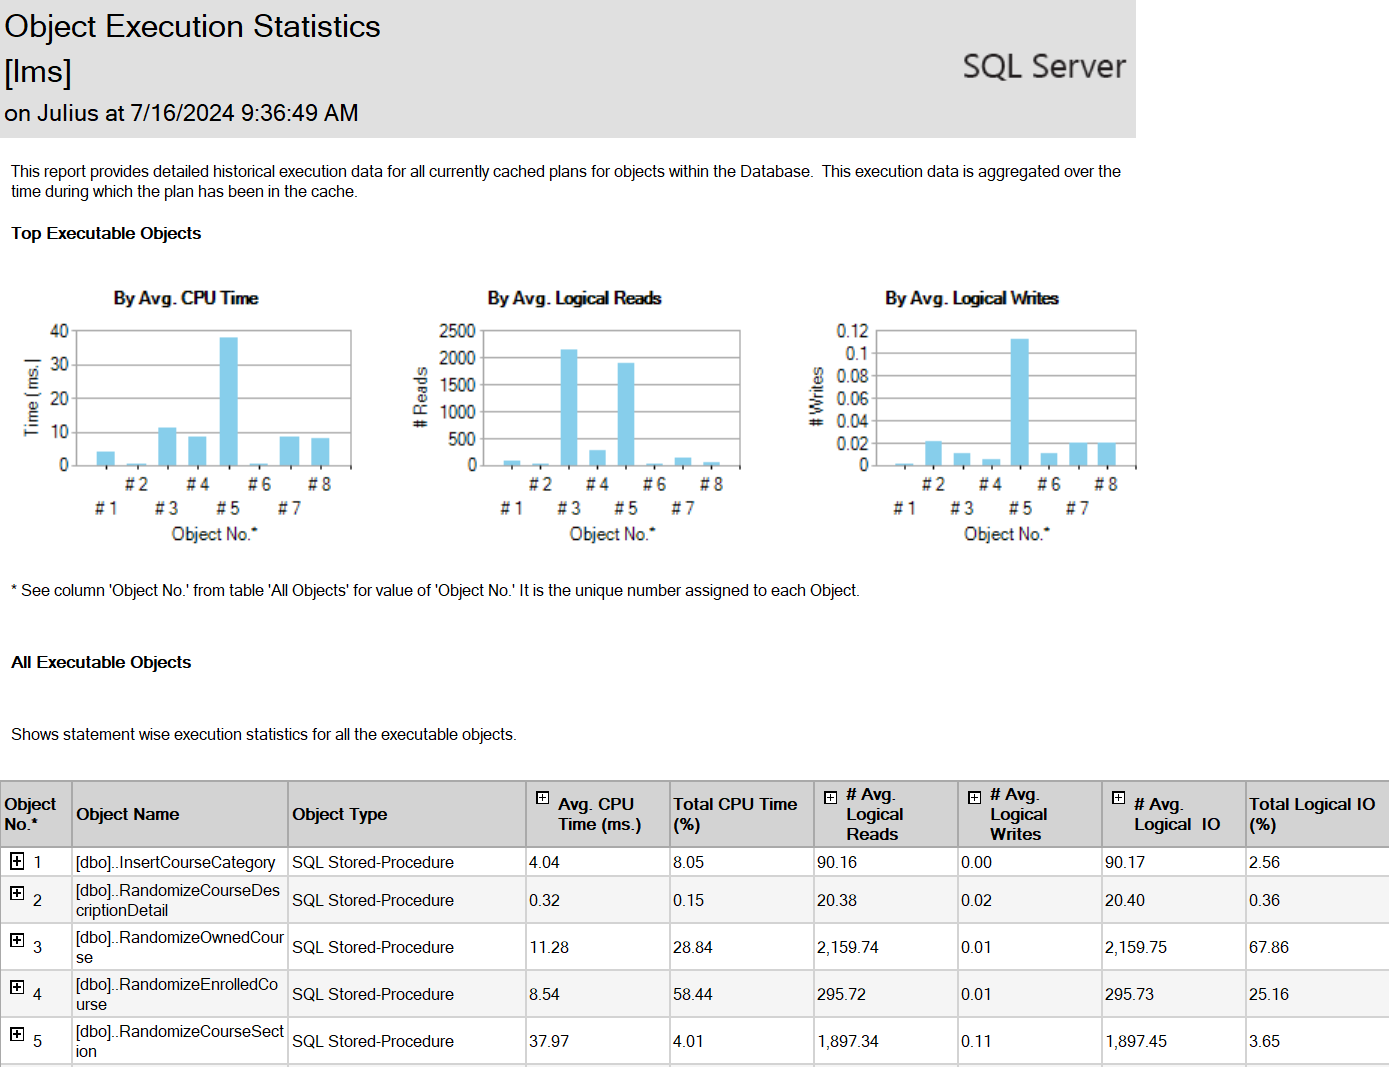 Object Execution Statistics
[lms]
SQL Server
on Julius at 7/16/2024 9:36:49 AM
This report provides detailed historical execution data for all currently cached plans for objects within the Database.  This execution data is aggregated over the
time during which the plan has been in the cache.
Top Executable Objects
By Avg. CPU Time
40
30
20
10
0
Time (ms.)
# 2 # 4 # 6 # 8
# 1 # 3 # 5 # 7
Object No.*
By Avg. Logical Reads
2500
2000
1500
1000
500
0
# Reads
# 2 # 4 # 6 # 8
# 1 # 3 # 5 # 7
Object No.*
By Avg. Logical Writes
0.12
0.1
0.08
0.06
0.04
0.02
0
# Writes
# 2 # 4 # 6 # 8
# 1 # 3 # 5 # 7
Object No.*
* See column 'Object No.' from table 'All Objects' for value of 'Object No.' It is the unique number assigned to each Object.
All Executable Objects
Shows statement wise execution statistics for all the executable objects.
Object
No.*
Object Name
Object Type
Avg. CPU
Time (ms.)
Total CPU Time
(%)
# Avg.
Logical
Reads
# Avg.
Logical
Writes
# Avg.
Logical  IO
Total Logical IO
(%)
1 [dbo]..InsertCourseCategory SQL Stored-Procedure 4.04 8.05 90.16 0.00 90.17 2.56
2 [dbo]..RandomizeCourseDes
criptionDetail SQL Stored-Procedure 0.32 0.15 20.38 0.02 20.40 0.36
3 [dbo]..RandomizeOwnedCour
se SQL Stored-Procedure 11.28 28.84 2,159.74 0.01 2,159.75 67.86
4 [dbo]..RandomizeEnrolledCo
urse SQL Stored-Procedure 8.54 58.44 295.72 0.01 295.73 25.16
5 [dbo]..RandomizeCourseSect
ion SQL Stored-Procedure 37.97 4.01 1,897.34 0.11 1,897.45 3.65